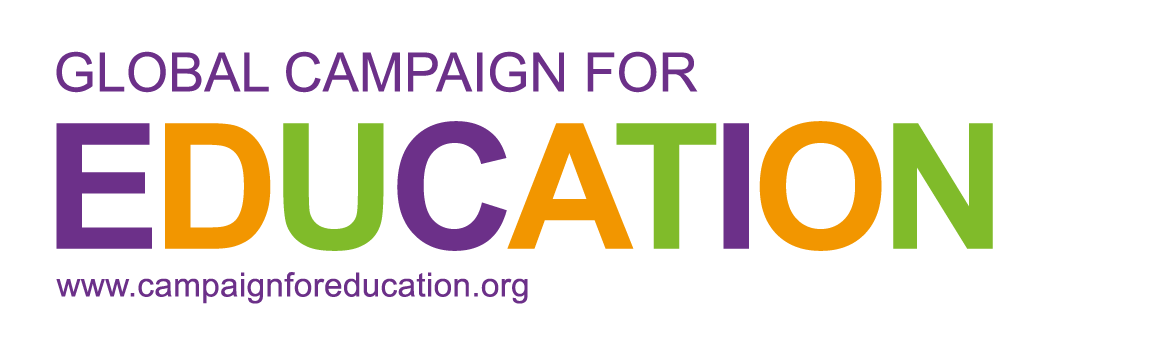 GLOBAL CAMPAIGN FOR
EDUCATION
www.campaignforeducation.org